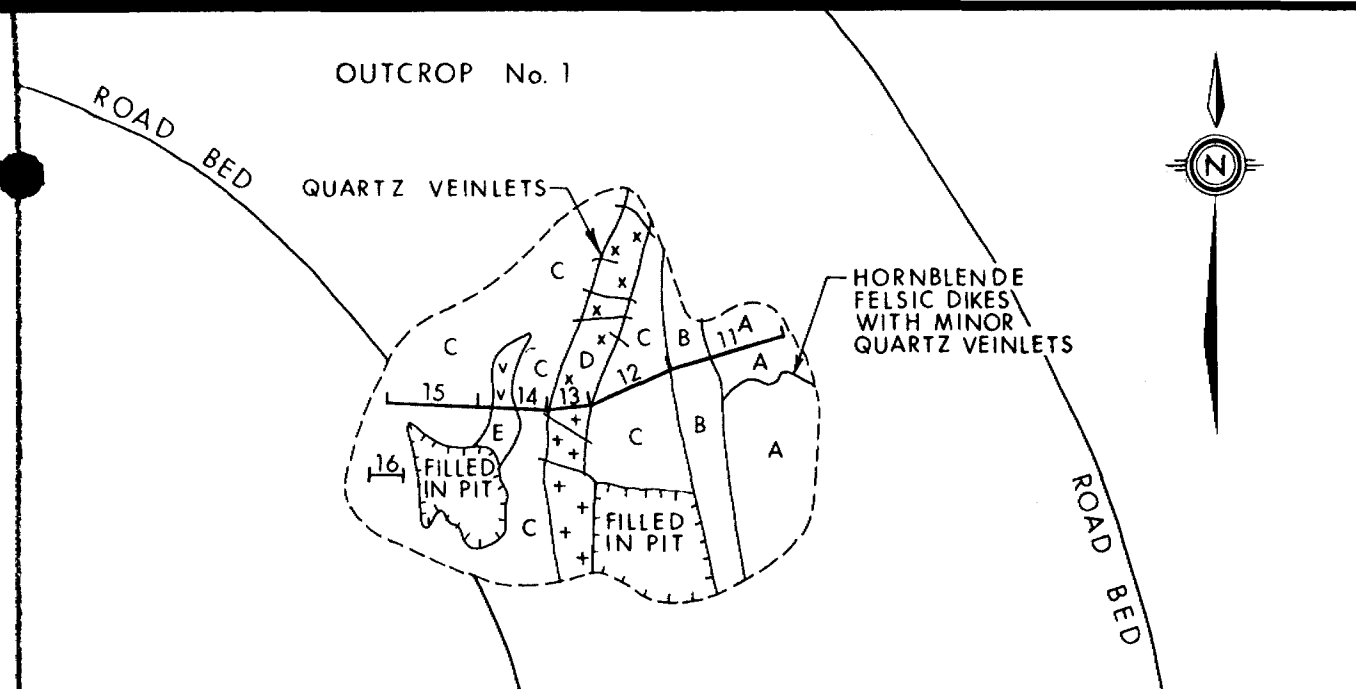 OUTCROP No. 1
ROAD BED
QUARTZ VEINLETS
N
C
HORNBLENDE
FELSIC DIKES
WITH MINOR
QUARTZ VEINLETS
x
x
x
x
x
x
C
C
D
C
B
11
A
A
v
v
12
15
14
13
E
C
B
A
+
+
+
16
FILLED
IN PIT
C
+
+
+
+
+
FILLED
IN PIT
ROAD BED